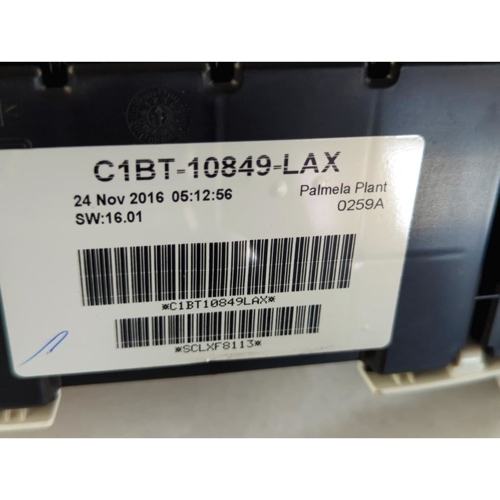 C1BT-10849-LAX
24 Nov 2016 05:12:56
Palmela Plant
SW:16.01
0259A
*C1BT10849LAX*
*SCLXF8113*